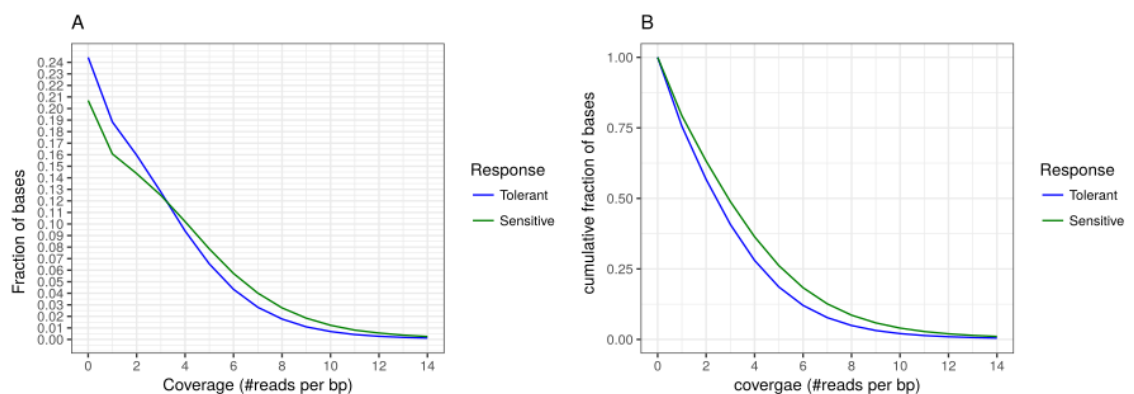 A
Fraction of bases
0.24
0.23
0.22
0.21
0.20
0.19
0.18
0.17
0.16
0.15
0.14
0.13
0.12
0.11
0.10
0.09
0.08
0.07
0.06
0.05
0.04
0.03
0.02
0.01
0.00
0 2 4 6 8 10 12 14
Coverage (#reads per bp)
Response
Tolerant
Sensitive
B
cumulative fraction of bases
1.00
0.75
0.50
0.25
0.00
0 2 4 6 8 10 12 14
covergae (#reads per bp)
Response
Tolerant
Sensitive